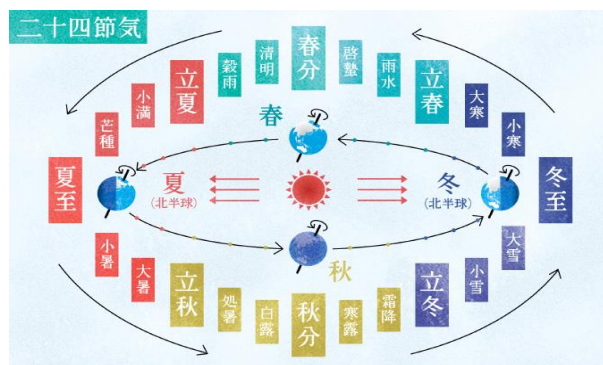 二十四節気
春分
啓蟄
雨水
立春
大寒
小寒
冬至
大雪
小雪
立冬
霜降
寒露
秋分
白露
処暑
立秋
大暑
小暑
夏至
芒種
小満
立夏
穀雨
清明
春
夏
(北半球)
冬
(北半球)
秋